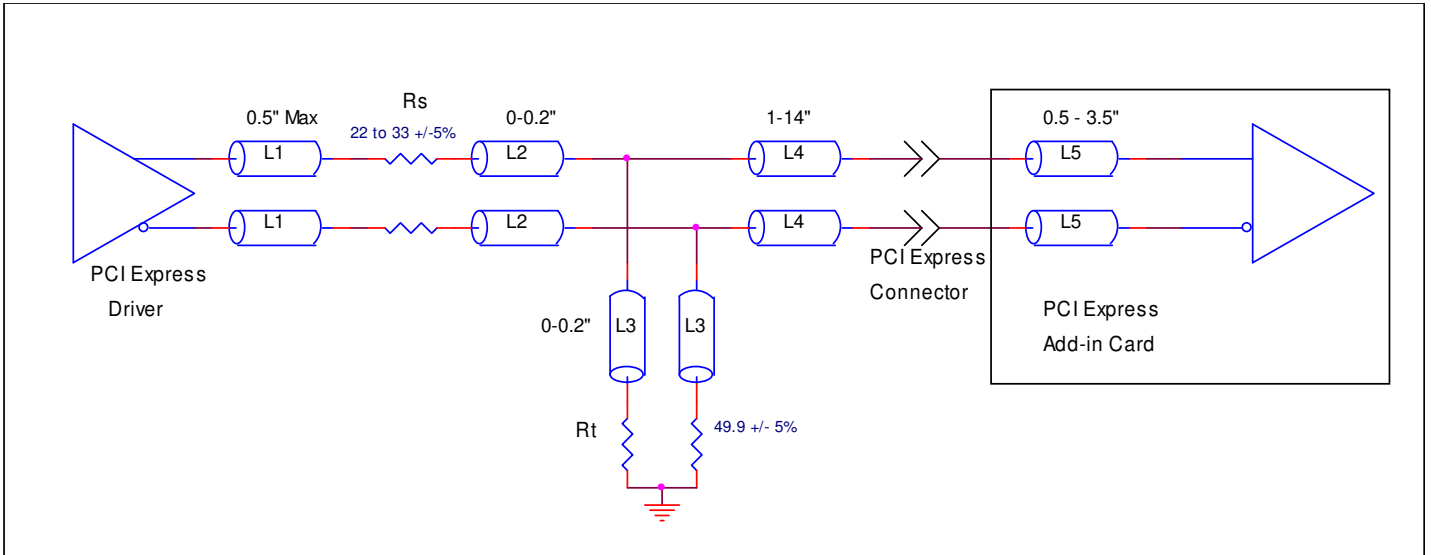 Rs
0.5" Max
22 to 33 +/-5%
0-0.2"
1-14"
0.5 - 3.5"
L1
L2
L4
L5
L1
L2
L4
L5
PCI Express
Driver
PCI Express
Connector
0-0.2"
L3
L3
PCI Express
Add-in Card
Rt
49.9 +/- 5%